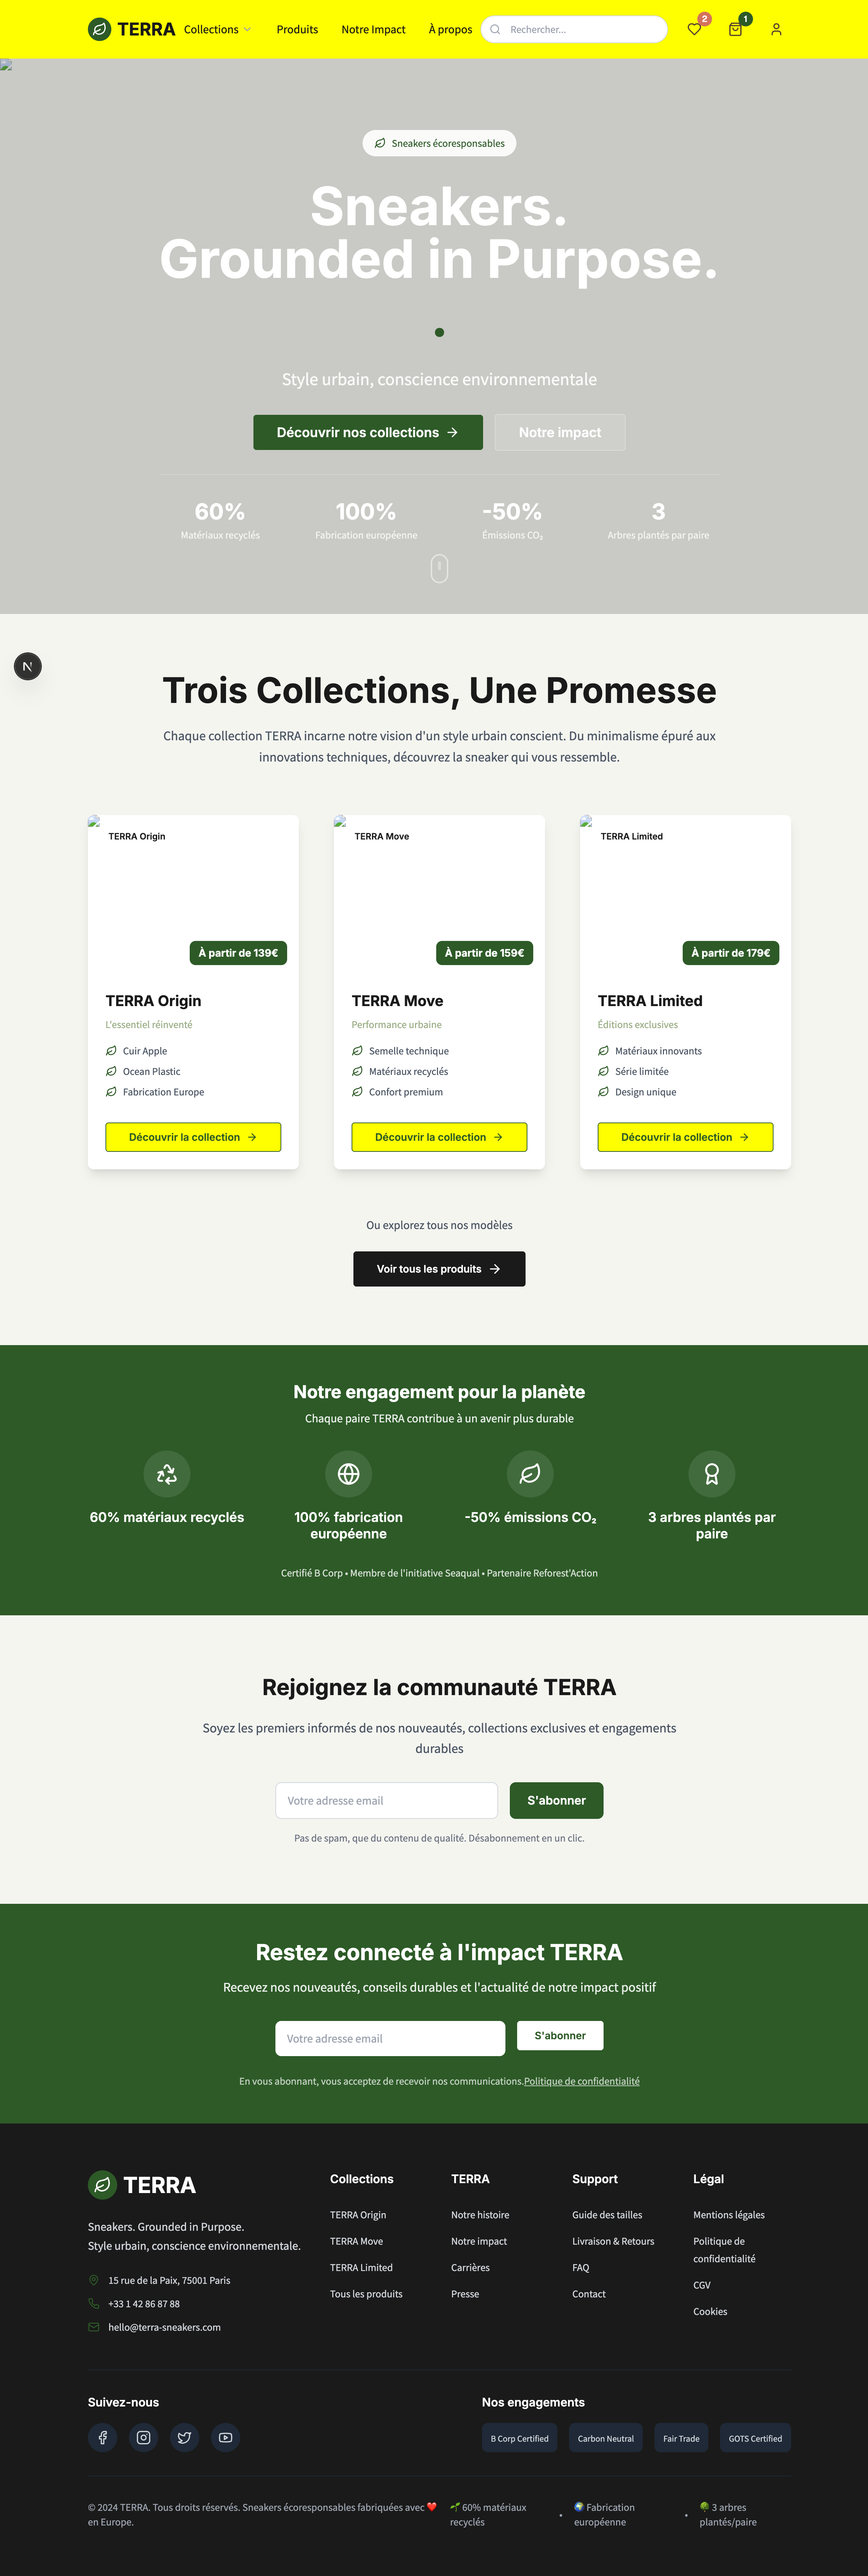 TERRA
Collections
Produits
Notre Impact
À propos
Rechercher...
2
1
Sneakers écoresponsables
Sneakers.
Grounded in Purpose.
Style urbain, conscience environnementale
Découvrir nos collections
Notre impact
60%
100%
-50%
3
Matériaux recyclés
Fabrication européenne
Émissions CO₂
Arbres plantés par paire
N
Trois Collections, Une Promesse
Chaque collection TERRA incarne notre vision d'un style urbain conscient. Du minimalisme épuré aux
innovations techniques, découvrez la sneaker qui vous ressemble.
TERRA Origin
À partir de 139€
TERRA Origin
L'essentiel réinventé
Cuir Apple
Ocean Plastic
Fabrication Europe
Découvrir la collection
TERRA Move
À partir de 159€
TERRA Move
Performance urbaine
Semelle technique
Matériaux recyclés
Confort premium
Découvrir la collection
TERRA Limited
À partir de 179€
TERRA Limited
Éditions exclusives
Matériaux innovants
Série limitée
Design unique
Découvrir la collection
Ou explorez tous nos modèles
Voir tous les produits
Notre engagement pour la planète
Chaque paire TERRA contribue à un avenir plus durable
60% matériaux recyclés
100% fabrication
européenne
-50% émissions CO₂
3 arbres plantés par
paire
Certifié B Corp • Membre de l'initiative Seaqual • Partenaire Reforest'Action
Rejoignez la communauté TERRA
Soyez les premiers informés de nos nouveautés, collections exclusives et engagements
durables
Votre adresse email
S'abonner
Pas de spam, que du contenu de qualité. Désabonnement en un clic.
Restez connecté à l'impact TERRA
Recevez nos nouveautés, conseils durables et l'actualité de notre impact positif
Votre adresse email
S'abonner
En vous abonnant, vous acceptez de recevoir nos communications.Politique de confidentialité
TERRA
Sneakers. Grounded in Purpose.
Style urbain, conscience environnementale.
15 rue de la Paix, 75001 Paris
+33 1 42 86 87 88
hello@terra-sneakers.com
Collections
TERRA Origin
TERRA Move
TERRA Limited
Tous les produits
TERRA
Notre histoire
Notre impact
Carrières
Presse
Support
Guide des tailles
Livraison & Retours
FAQ
Contact
Légal
Mentions légales
Politique de
confidentialité
CGV
Cookies
Suivez-nous
Nos engagements
B Corp Certified
Carbon Neutral
Fair Trade
GOTS Certified
© 2024 TERRA. Tous droits réservés. Sneakers écoresponsables fabriquées avec ❤️
en Europe.
🌱 60% matériaux
recyclés
•
🌍 Fabrication
européenne
•
🌳 3 arbres
plantés/paire